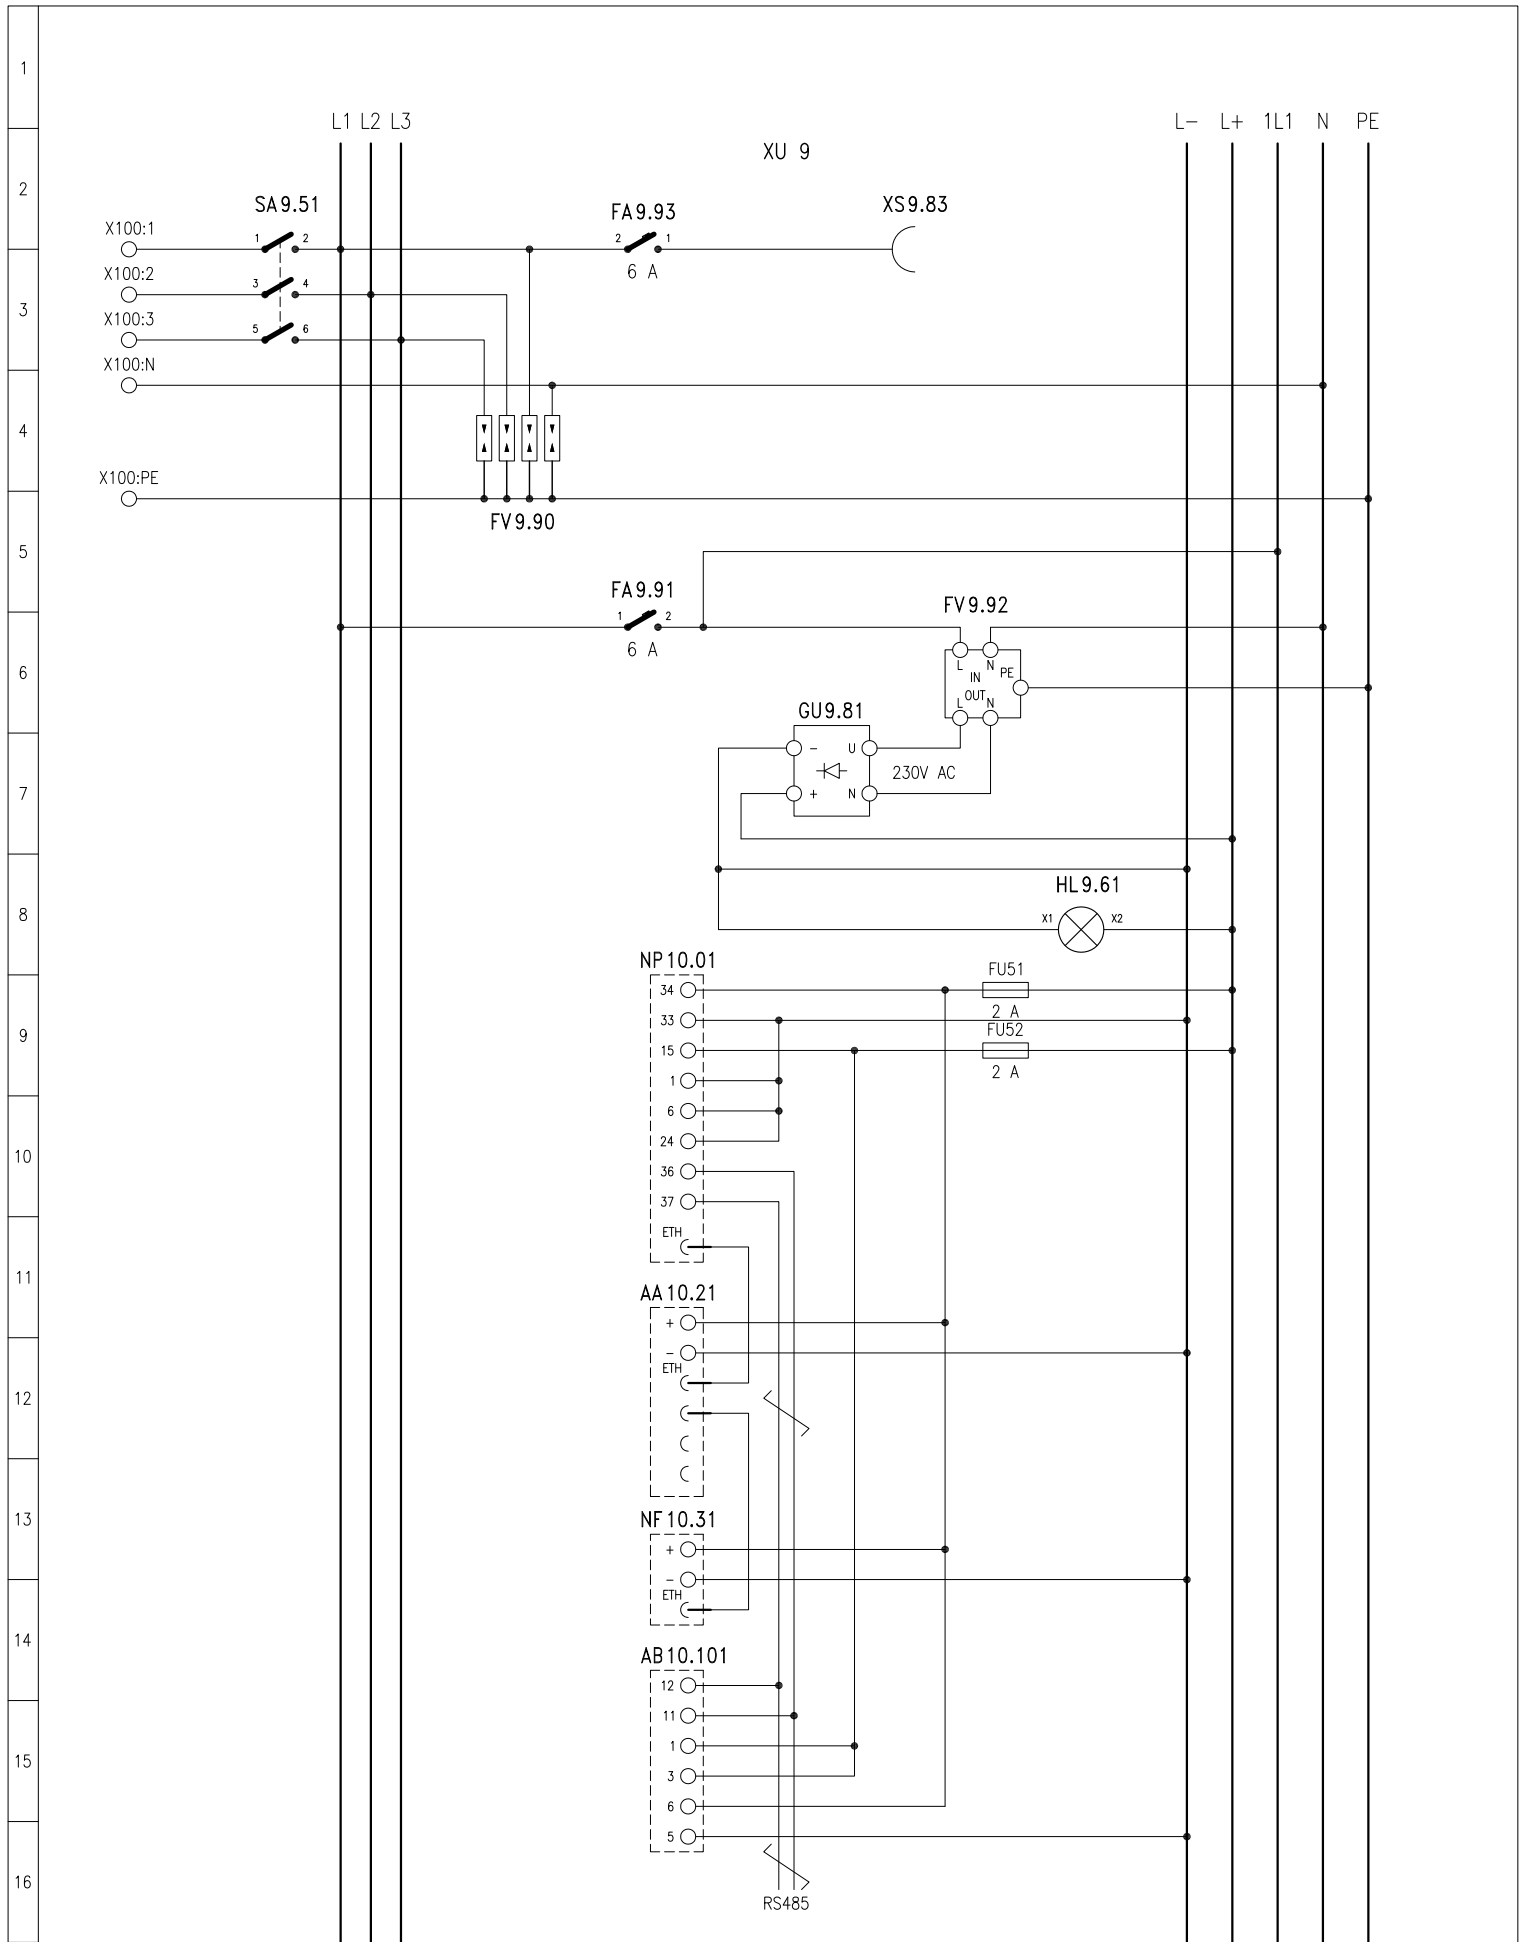 1
L1 L2 L3
L- L+ 1L1 N PE
XU 9
2
SA9.51
FA9.93
XS9.83
X100:1
1 2
2 1
6 A
X100:2
3 4
3
X100:3
5 6
X100:N
4
X100:PE
FV9.90
5
FA9.91
FV9.92
1 2
6 A
L N PE
6
IN
OUT
L N
GU9.81
- U
230V AC
7
+ N
HL9.61
8
X1 X2
NP10.01
FU51
34
2 A
33
9
FU52
15
2 A
1
6
24
10
36
37
ETH
11
AA10.21
+
-
ETH
12
13
NF10.31
+
-
ETH
14
AB10.101
12
11
1
15
3
6
5
16
RS485